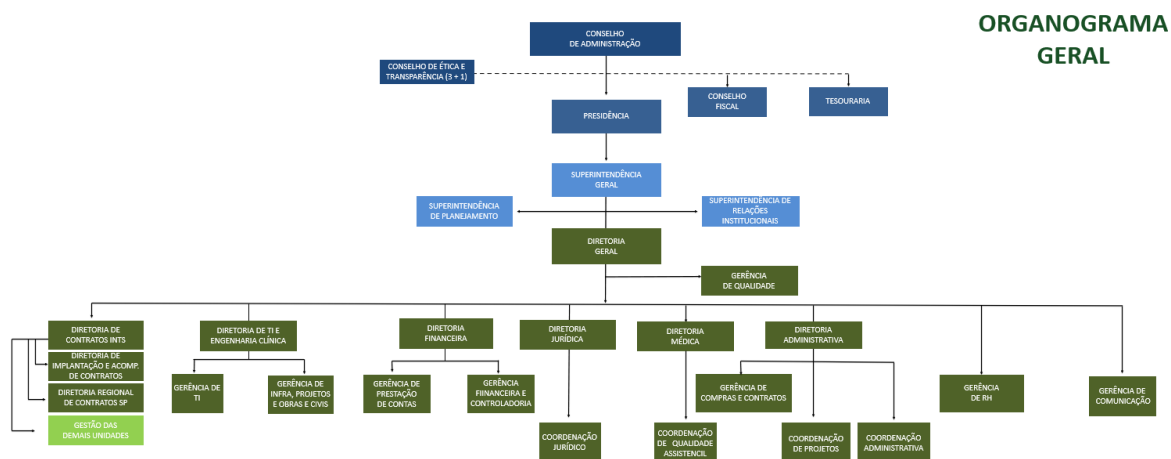 ORGANOGRAMA
GERAL
CONSELHO
DE ADMINISTRAÇÃO
CONSELHO DE ÉTICA E
TRANSPARÊNCIA (3 + 1)
CONSELHO
FISCAL
TESOURARIA
PRESIDÊNCIA
SUPERINTENDÊNCIA
GERAL
SUPERINTENDÊNCIA
DE PLANEJAMENTO
SUPERINTENDÊNCIA DE
RELAÇÕES
INSTITUCIONAIS
DIRETORIA
GERAL
GERÊNCIA
DE QUALIDADE
DIRETORIA DE
CONTRATOS INTS
DIRETORIA DE TI E
ENGENHARIA CLÍNICA
DIRETORIA
FINANCEIRA
DIRETORIA
JURÍDICA
DIRETORIA
MÉDICA
DIRETORIA
ADMINISTRATIVA
DIRETORIA DE
IMPLANTAÇÃO E ACOMP.
DE CONTRATOS
DIRETORIA REGIONAL
DE CONTRATOS SP
GESTÃO DAS
DEMAIS UNIDADES
GERÊNCIA DE
TI
GERÊNCIA DE
INFRA, PROJETOS
E OBRAS E CIVIS
GERÊNCIA DE
PRESTAÇÃO
DE CONTAS
GERÊNCIA
FIINANCEIRA E
CONTROLADORIA
GERÊNCIA DE
COMPRAS E CONTRATOS
GERÊNCIA
DE RH
GERÊNCIA DE
COMUNICAÇÃO
COORDENAÇÃO
JURÍDICO
COORDENAÇÃO
DE QUALIDADE
ASSISTENCIL
COORDENAÇÃO
DE PROJETOS
COORDENAÇÃO
ADMINISTRATIVA